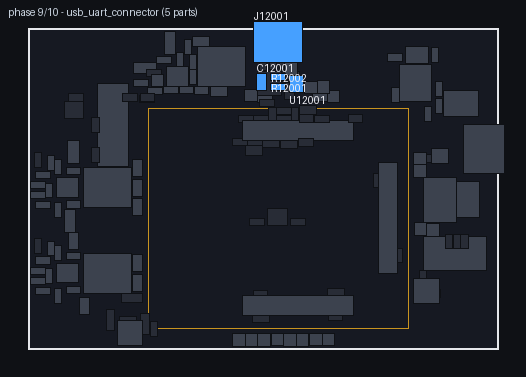 phase 9/10 - usb_uart_connector (5 parts)
J12001
C12001
R12002
R12001
U12001